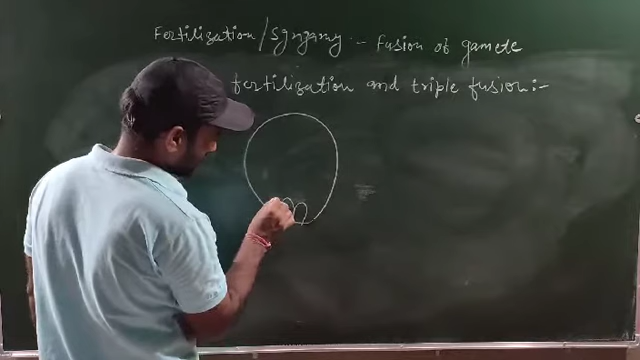 Fertilization/Syngamy :- Fusion of gamete
fertilization and triple fusion :-